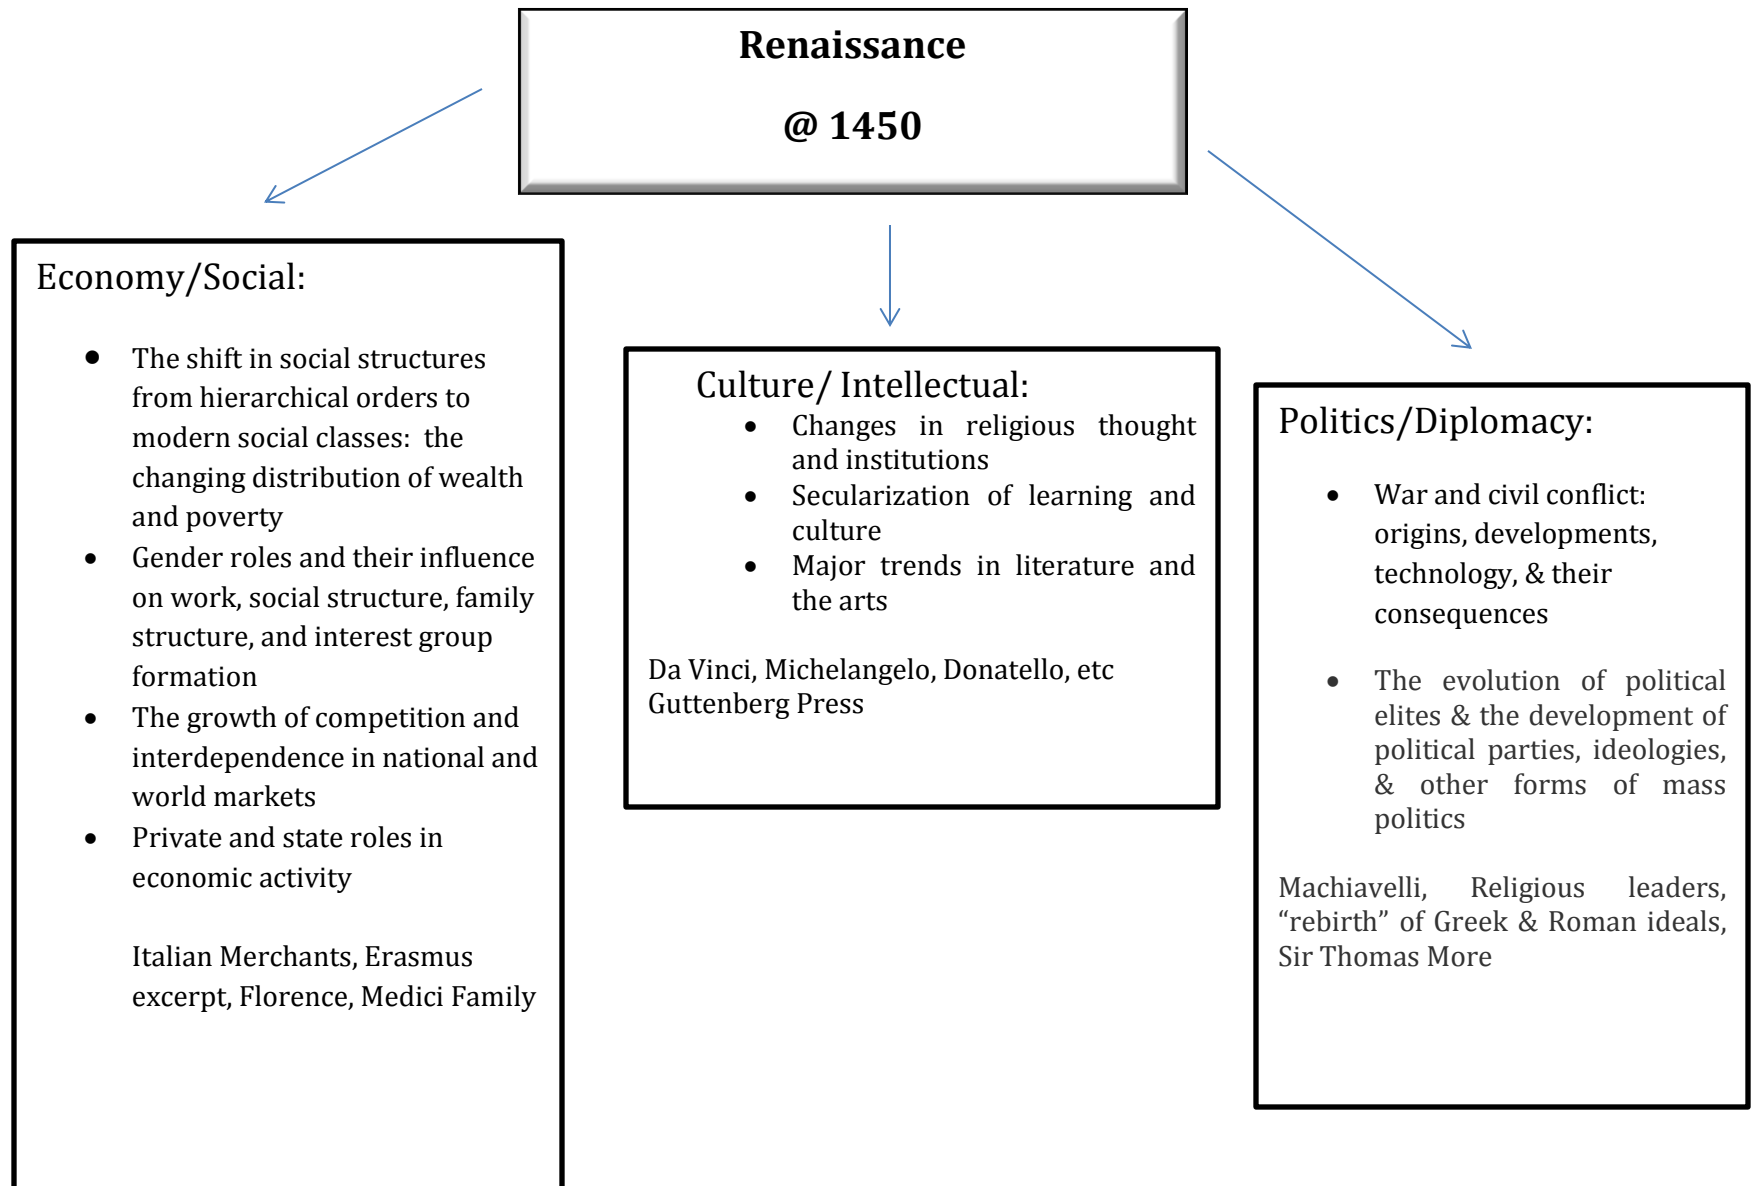 Renaissance
@ 1450
Economy/Social:
• The shift in social structures
from hierarchical orders to
modern social classes: the
changing distribution of wealth
and poverty
• Gender roles and their influence
on work, social structure, family
structure, and interest group
formation
• The growth of competition and
interdependence in national and
world markets
• Private and state roles in
economic activity
Italian Merchants, Erasmus
excerpt, Florence, Medici Family
Culture/ Intellectual:
• Changes in religious thought
and institutions
• Secularization of learning and
culture
• Major trends in literature and
the arts
Da Vinci, Michelangelo, Donatello, etc
Guttenberg Press
Politics/Diplomacy:
• War and civil conflict:
origins, developments,
technology, & their
consequences
• The evolution of political
elites & the development of
political parties, ideologies,
& other forms of mass
politics
Machiavelli, Religious leaders,
“rebirth” of Greek & Roman ideals,
Sir Thomas More